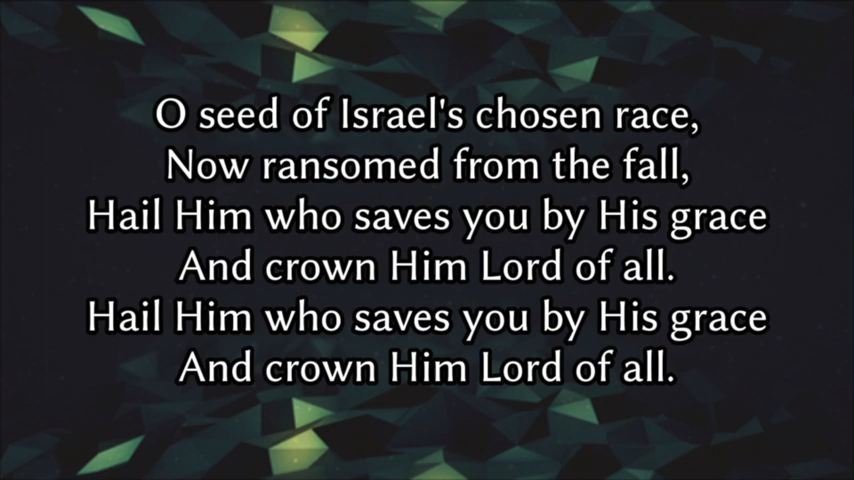 O seed of Israel's chosen race,
Now ransomed from the fall,
Hail Him who saves you by His grace
And crown Him Lord of all.
Hail Him who saves you by His grace
And crown Him Lord of all.